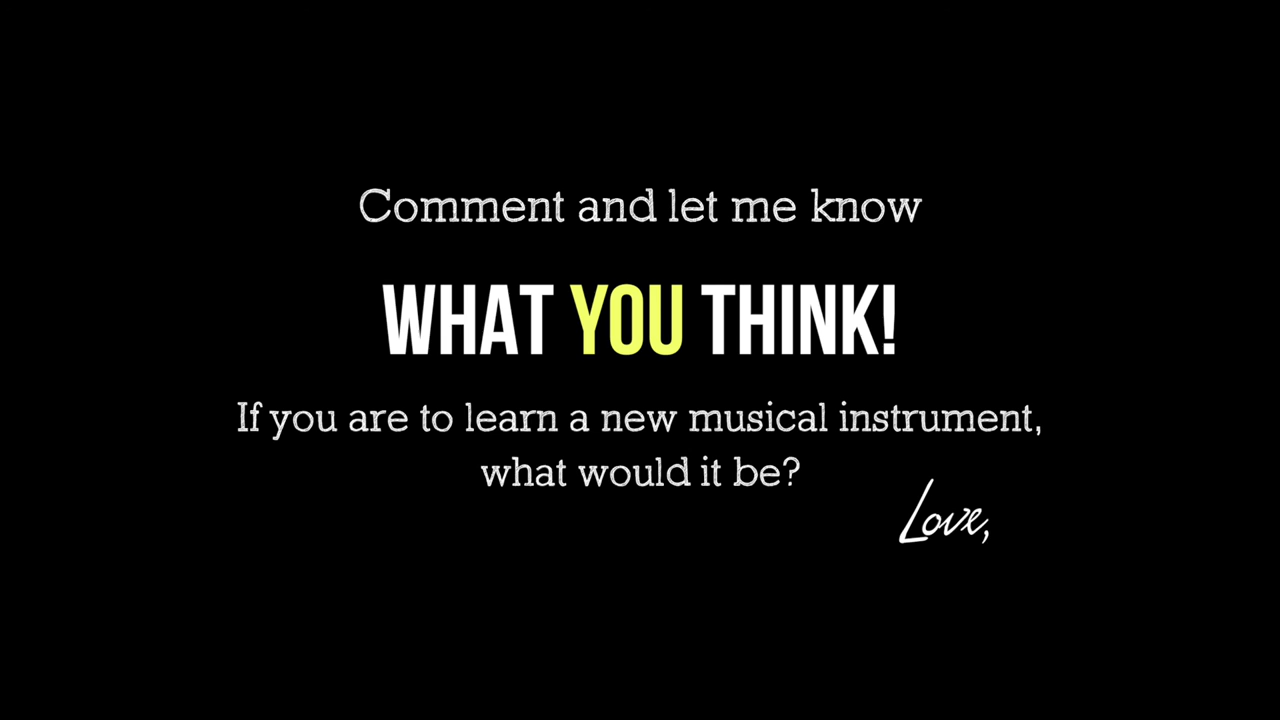 Comment and let me know
WHAT YOU THINK!
If you are to learn a new musical instrument,
what would it be?
Love,